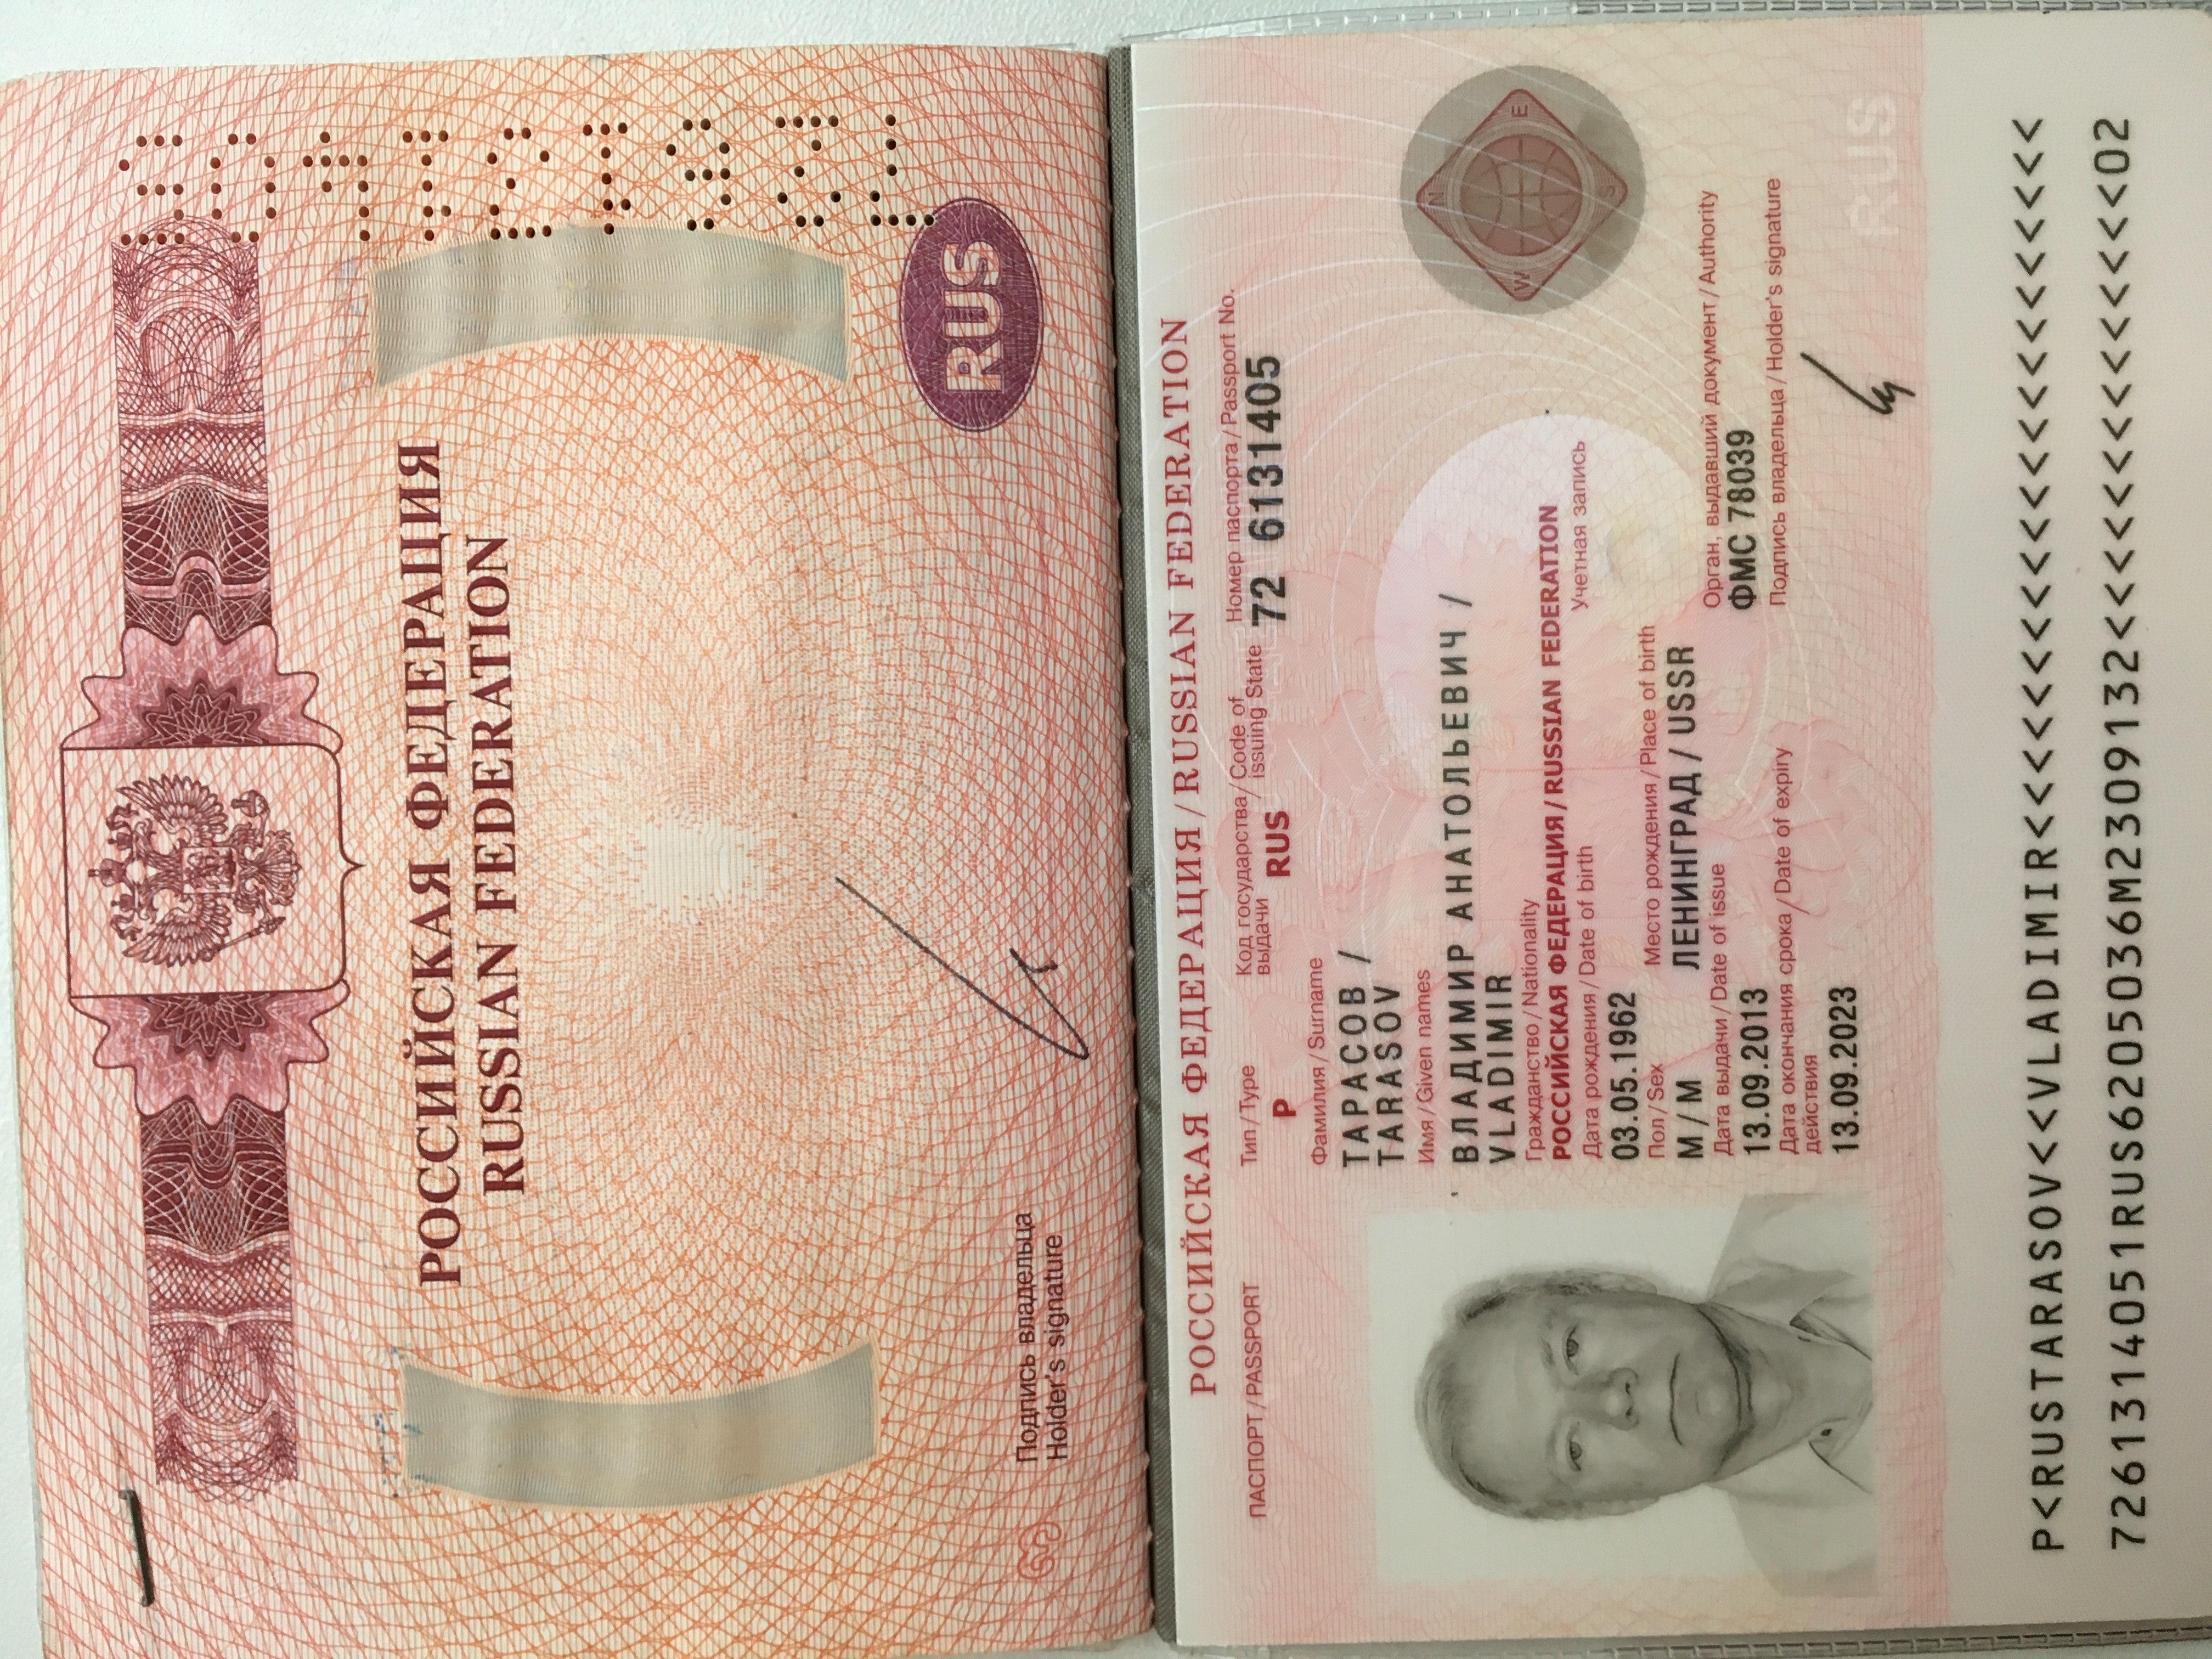 РОССИЙСКАЯ ФЕДЕРАЦИЯ
RUSSIAN FEDERATION
Подпись владельца
Holder's signature
RUS
726131405
РОССИЙСКАЯ ФЕДЕРАЦИЯ / RUSSIAN FEDERATION
ПАСПОРТ / PASSPORT
Тип / Type
P
Код государства / Code of
выдачи issuing State
RUS
Номер паспорта / Passport No.
72 6131405
Фамилия / Surname
ТАРАСОВ /
TARASOV
Имя / Given names
ВЛАДИМИР АНАТОЛЬЕВИЧ /
VLADIMIR
Гражданство / Nationality
РОССИЙСКАЯ ФЕДЕРАЦИЯ / RUSSIAN FEDERATION
Дата рождения / Date of birth
Учетная запись
03.05.1962
Пол / Sex
Место рождения / Place of birth
М / M
ЛЕНИНГРАД / USSR
Дата выдачи / Date of issue
Орган, выдавший документ / Authority
13.09.2013
ФМС 78039
Дата окончания срока / Date of expiry
действия
Подпись владельца / Holder's signature
13.09.2023
RUS
N
W
E
S
P<RUSTARASOV<<VLADIMIR<<<<<<<<<<<<<<<<<<<<<<
7261314051RUS6205036M2309132<<<<<<<<<<<<<<02